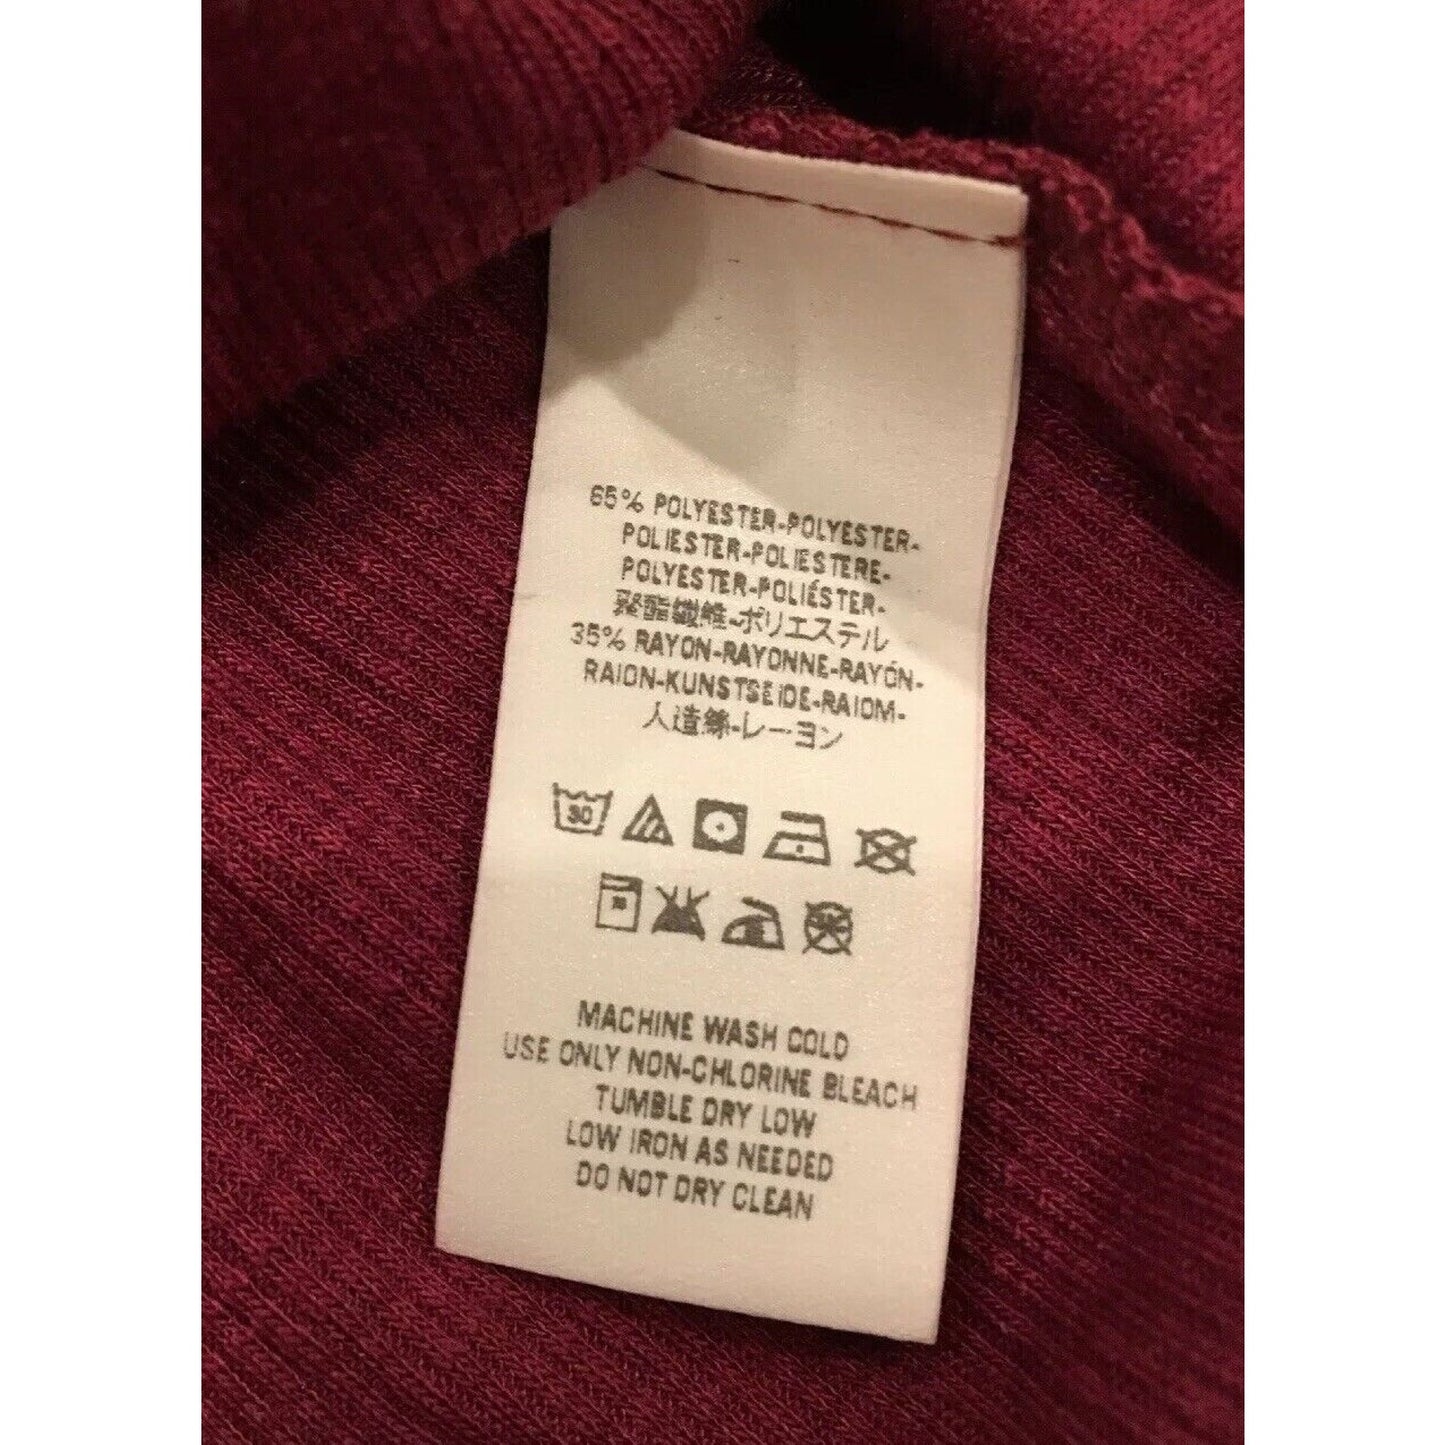 65% POLYESTER-POLYESTER-
POLIESTER-POLIESTERE-
POLYESTER-POLIÉSTER-
聚酯纖維-ポリエステル
35% RAYON-RAYONNE-RAYÓN-
RAION-KUNSTSEIDE-RAIOM-
人造絲-レーヨン
30
MACHINE WASH COLD
USE ONLY NON-CHLORINE BLEACH
TUMBLE DRY LOW
LOW IRON AS NEEDED
DO NOT DRY CLEAN